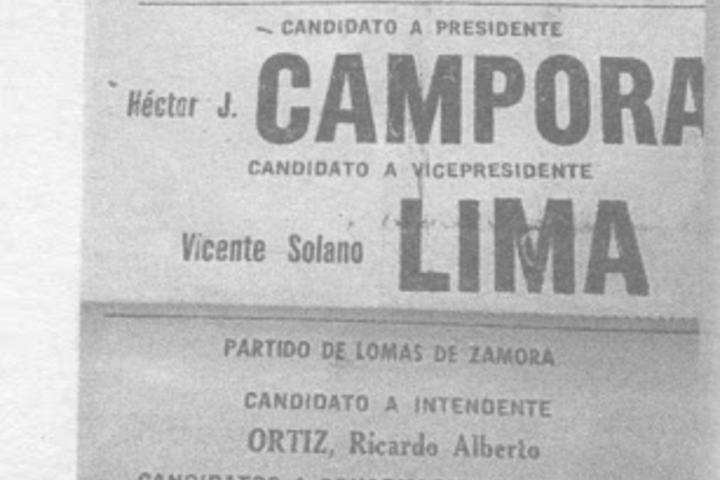 CANDIDATO A PRESIDENTE
Héctor J. CAMPORA
CANDIDATO A VICEPRESIDENTE
Vicente Solano LIMA
PARTIDO DE LOMAS DE ZAMORA
CANDIDATO A INTENDENTE
ORTIZ, Ricardo Alberto
CANDIDATOS A